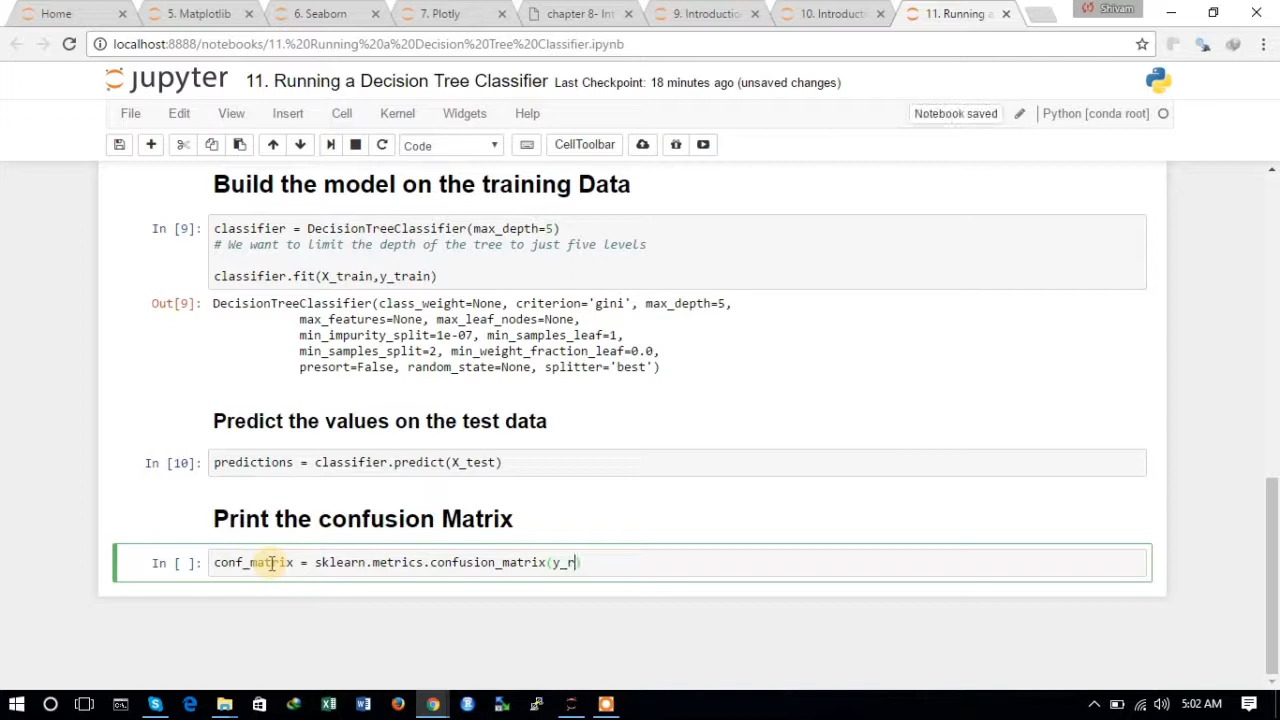 Home
5. Matplotlib
6. Seaborn
7. Plotly
chapter 8- Int
9. Introductio
10. Introduct
11. Running a
Shivam
localhost:8888/notebooks/11.%20Running%20a%20Decision%20Tree%20Classifier.ipynb
jupyter 11. Running a Decision Tree Classifier Last Checkpoint: 18 minutes ago (unsaved changes)
File Edit View Insert Cell Kernel Widgets Help Notebook saved Python [conda root]
Code CellToolbar
Build the model on the training Data
In [9]: classifier = DecisionTreeClassifier(max_depth=5)
# We want to limit the depth of the tree to just five levels
classifier.fit(X_train,y_train)
Out[9]: DecisionTreeClassifier(class_weight=None, criterion='gini', max_depth=5,
max_features=None, max_leaf_nodes=None,
min_impurity_split=1e-07, min_samples_leaf=1,
min_samples_split=2, min_weight_fraction_leaf=0.0,
presort=False, random_state=None, splitter='best')
Predict the values on the test data
In [10]: predictions = classifier.predict(X_test)
Print the confusion Matrix
In [ ]: conf_matrix = sklearn.metrics.confusion_matrix(y_r)
5:02 AM